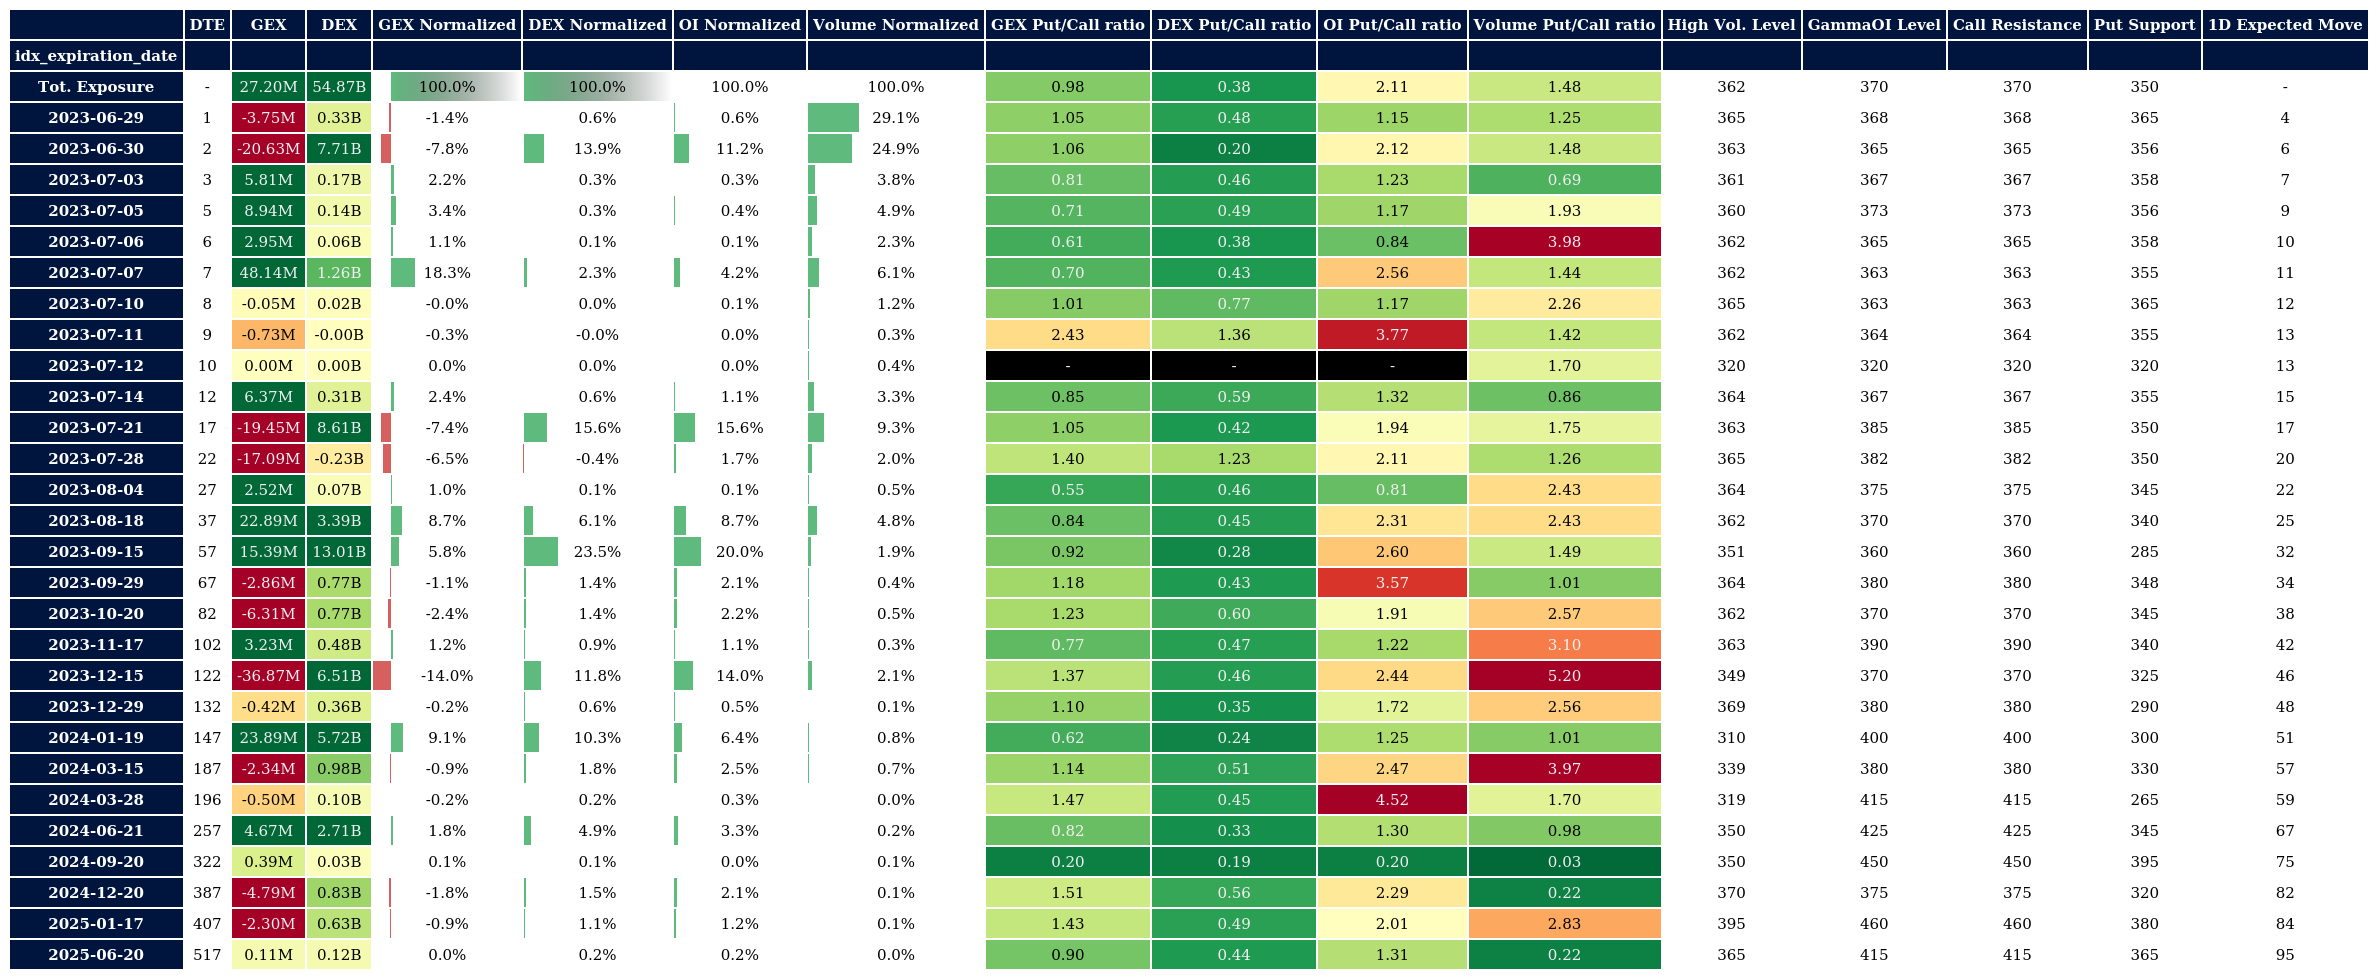 DTE GEX DEX GEX Normalized DEX Normalized OI Normalized Volume Normalized GEX Put/Call ratio DEX Put/Call ratio OI Put/Call ratio Volume Put/Call ratio High Vol. Level GammaOI Level Call Resistance Put Support 1D Expected Move
idx_expiration_date
Tot. Exposure - 27.20M 54.87B 100.0% 100.0% 100.0% 100.0% 0.98 0.38 2.11 1.48 362 370 370 350 -
2023-06-29 1 -3.75M 0.33B -1.4% 0.6% 0.6% 29.1% 1.05 0.48 1.15 1.25 365 368 368 365 4
2023-06-30 2 -20.63M 7.71B -7.8% 13.9% 11.2% 24.9% 1.06 0.20 2.12 1.48 363 365 365 356 6
2023-07-03 3 5.81M 0.17B 2.2% 0.3% 0.3% 3.8% 0.81 0.46 1.23 0.69 361 367 367 358 7
2023-07-05 5 8.94M 0.14B 3.4% 0.3% 0.4% 4.9% 0.71 0.49 1.17 1.93 360 373 373 356 9
2023-07-06 6 2.95M 0.06B 1.1% 0.1% 0.1% 2.3% 0.61 0.38 0.84 3.98 362 365 365 358 10
2023-07-07 7 48.14M 1.26B 18.3% 2.3% 4.2% 6.1% 0.70 0.43 2.56 1.44 362 363 363 355 11
2023-07-10 8 -0.05M 0.02B -0.0% 0.0% 0.1% 1.2% 1.01 0.77 1.17 2.26 365 363 363 365 12
2023-07-11 9 -0.73M -0.00B -0.3% -0.0% 0.0% 0.3% 2.43 1.36 3.77 1.42 362 364 364 355 13
2023-07-12 10 0.00M 0.00B 0.0% 0.0% 0.0% 0.4% - - - 1.70 320 320 320 320 13
2023-07-14 12 6.37M 0.31B 2.4% 0.6% 1.1% 3.3% 0.85 0.59 1.32 0.86 364 367 367 355 15
2023-07-21 17 -19.45M 8.61B -7.4% 15.6% 15.6% 9.3% 1.05 0.42 1.94 1.75 363 385 385 350 17
2023-07-28 22 -17.09M -0.23B -6.5% -0.4% 1.7% 2.0% 1.40 1.23 2.11 1.26 365 382 382 350 20
2023-08-04 27 2.52M 0.07B 1.0% 0.1% 0.1% 0.5% 0.55 0.46 0.81 2.43 364 375 375 345 22
2023-08-18 37 22.89M 3.39B 8.7% 6.1% 8.7% 4.8% 0.84 0.45 2.31 2.43 362 370 370 340 25
2023-09-15 57 15.39M 13.01B 5.8% 23.5% 20.0% 1.9% 0.92 0.28 2.60 1.49 351 360 360 285 32
2023-09-29 67 -2.86M 0.77B -1.1% 1.4% 2.1% 0.4% 1.18 0.43 3.57 1.01 364 380 380 348 34
2023-10-20 82 -6.31M 0.77B -2.4% 1.4% 2.2% 0.5% 1.23 0.60 1.91 2.57 362 370 370 345 38
2023-11-17 102 3.23M 0.48B 1.2% 0.9% 1.1% 0.3% 0.77 0.47 1.22 3.10 363 390 390 340 42
2023-12-15 122 -36.87M 6.51B -14.0% 11.8% 14.0% 2.1% 1.37 0.46 2.44 5.20 349 370 370 325 46
2023-12-29 132 -0.42M 0.36B -0.2% 0.6% 0.5% 0.1% 1.10 0.35 1.72 2.56 369 380 380 290 48
2024-01-19 147 23.89M 5.72B 9.1% 10.3% 6.4% 0.8% 0.62 0.24 1.25 1.01 310 400 400 300 51
2024-03-15 187 -2.34M 0.98B -0.9% 1.8% 2.5% 0.7% 1.14 0.51 2.47 3.97 339 380 380 330 57
2024-03-28 196 -0.50M 0.10B -0.2% 0.2% 0.3% 0.0% 1.47 0.45 4.52 1.70 319 415 415 265 59
2024-06-21 257 4.67M 2.71B 1.8% 4.9% 3.3% 0.2% 0.82 0.33 1.30 0.98 350 425 425 345 67
2024-09-20 322 0.39M 0.03B 0.1% 0.1% 0.0% 0.1% 0.20 0.19 0.20 0.03 350 450 450 395 75
2024-12-20 387 -4.79M 0.83B -1.8% 1.5% 2.1% 0.1% 1.51 0.56 2.29 0.22 370 375 375 320 82
2025-01-17 407 -2.30M 0.63B -0.9% 1.1% 1.2% 0.1% 1.43 0.49 2.01 2.83 395 460 460 380 84
2025-06-20 517 0.11M 0.12B 0.0% 0.2% 0.2% 0.0% 0.90 0.44 1.31 0.22 365 415 415 365 95